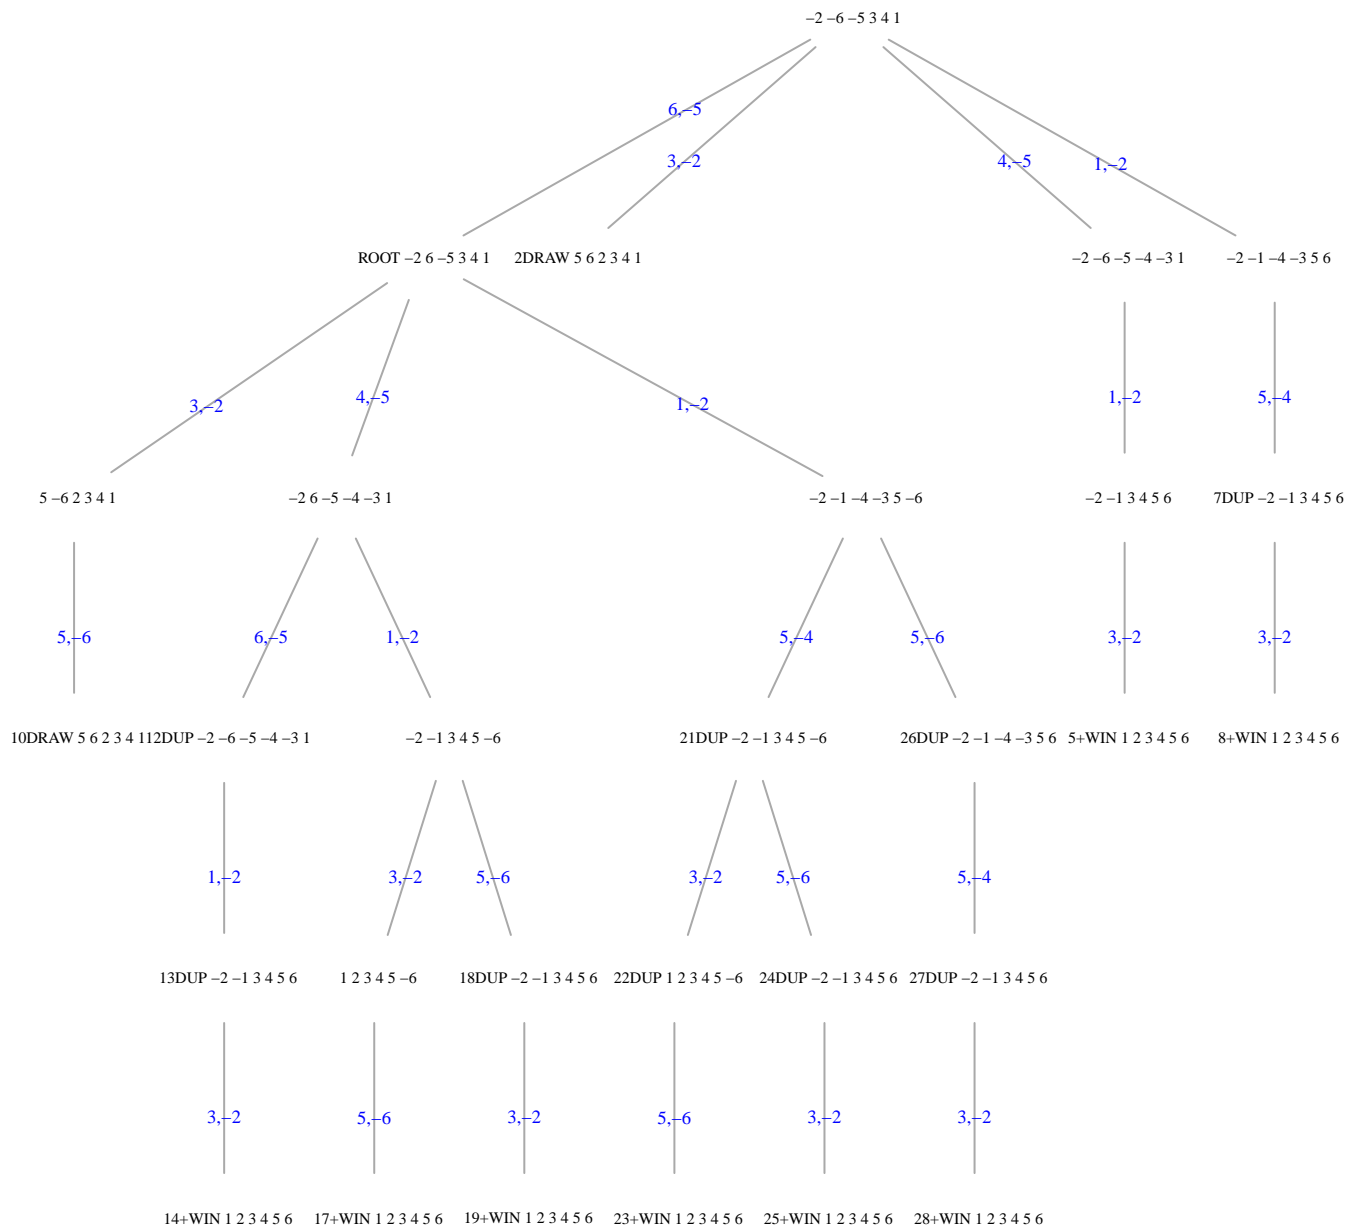 −2 −6 −5 3 4 1
6,−5
3,−2 4,−5 1,−2
ROOT −2 6 −5 3 4 1 2DRAW 5 6 2 3 4 1 −2 −6 −5 −4 −3 1 −2 −1 −4 −3 5 6
3,−2 4,−5 1,−2 1,−2 5,−4
5 −6 2 3 4 1 −2 6 −5 −4 −3 1 −2 −1 −4 −3 5 −6 −2 −1 3 4 5 6 7DUP −2 −1 3 4 5 6
5,−6 6,−5 1,−2 5,−4 5,−6 3,−2 3,−2
10DRAW 5 6 2 3 4 1 12DUP −2 −6 −5 −4 −3 1 −2 −1 3 4 5 −6 21DUP −2 −1 3 4 5 −6 26DUP −2 −1 −4 −3 5 6 5+WIN 1 2 3 4 5 6 8+WIN 1 2 3 4 5 6
1,−2 3,−2 5,−6 3,−2 5,−6 5,−4
13DUP −2 −1 3 4 5 6 1 2 3 4 5 −6 18DUP −2 −1 3 4 5 6 22DUP 1 2 3 4 5 −6 24DUP −2 −1 3 4 5 6 27DUP −2 −1 3 4 5 6
3,−2 5,−6 3,−2 5,−6 3,−2 3,−2
14+WIN 1 2 3 4 5 6 17+WIN 1 2 3 4 5 6 19+WIN 1 2 3 4 5 6 23+WIN 1 2 3 4 5 6 25+WIN 1 2 3 4 5 6 28+WIN 1 2 3 4 5 6